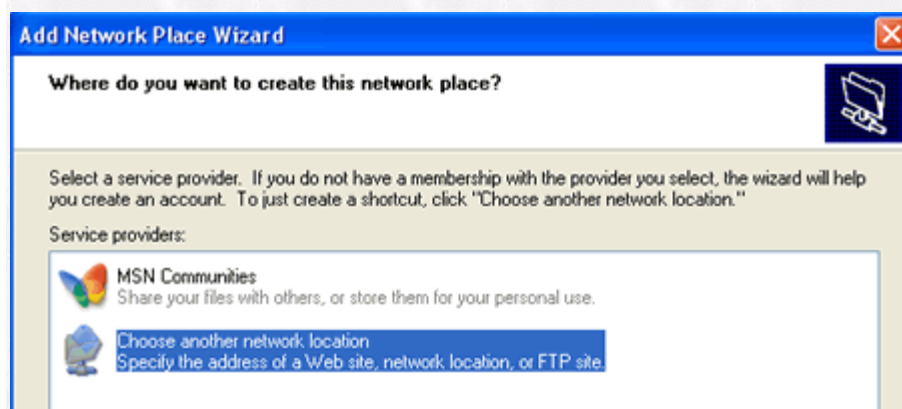 Add Network Place Wizard
Where do you want to create this network place?
Select a service provider. If you do not have a membership with the provider you select, the wizard will help
you create an account. To just create a shortcut, click "Choose another network location."
Service providers:
MSN Communities
Share your files with others, or store them for your personal use.
Choose another network location
Specify the address of a Web site, network location, or FTP site.